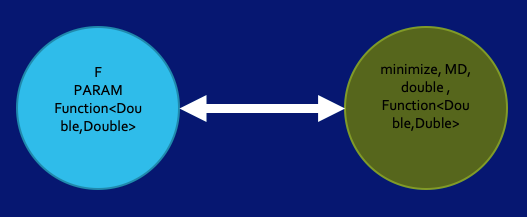 F
PARAM
Function<Dou
ble,Double>
minimize, MD,
double ,
Function<Dou
ble,Duble>